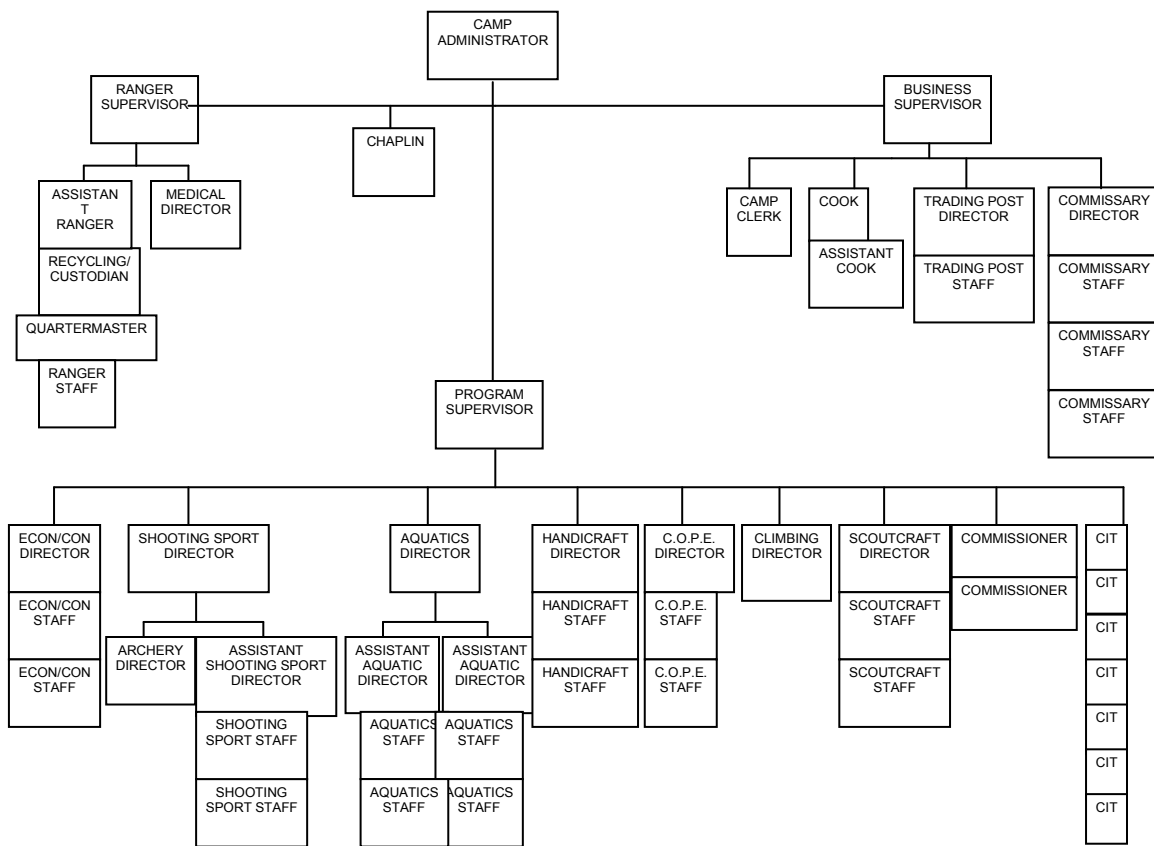 CAMP
ADMINISTRATOR
RANGER
SUPERVISOR
BUSINESS
SUPERVISOR
CHAPLIN
ASSISTAN
T
RANGER
MEDICAL
DIRECTOR
RECYCLING/
CUSTODIAN
QUARTERMASTER
RANGER
STAFF
CAMP
CLERK
COOK
ASSISTANT
COOK
TRADING POST
DIRECTOR
TRADING POST
STAFF
COMMISSARY
DIRECTOR
COMMISSARY
STAFF
COMMISSARY
STAFF
COMMISSARY
STAFF
PROGRAM
SUPERVISOR
ECON/CON
DIRECTOR
ECON/CON
STAFF
ECON/CON
STAFF
SHOOTING SPORT
DIRECTOR
ARCHERY
DIRECTOR
ASSISTANT
SHOOTING SPORT
DIRECTOR
SHOOTING
SPORT STAFF
SHOOTING
SPORT STAFF
AQUATICS
DIRECTOR
ASSISTANT
AQUATIC
DIRECTOR
AQUATICS
STAFF
AQUATICS
STAFF
ASSISTANT
AQUATIC
DIRECTOR
AQUATICS
STAFF
AQUATICS
STAFF
HANDICRAFT
DIRECTOR
HANDICRAFT
STAFF
HANDICRAFT
STAFF
C.O.P.E.
DIRECTOR
C.O.P.E.
STAFF
C.O.P.E.
STAFF
CLIMBING
DIRECTOR
SCOUTCRAFT
DIRECTOR
SCOUTCRAFT
STAFF
SCOUTCRAFT
STAFF
COMMISSIONER
COMMISSIONER
CIT
CIT
CIT
CIT
CIT
CIT
CIT